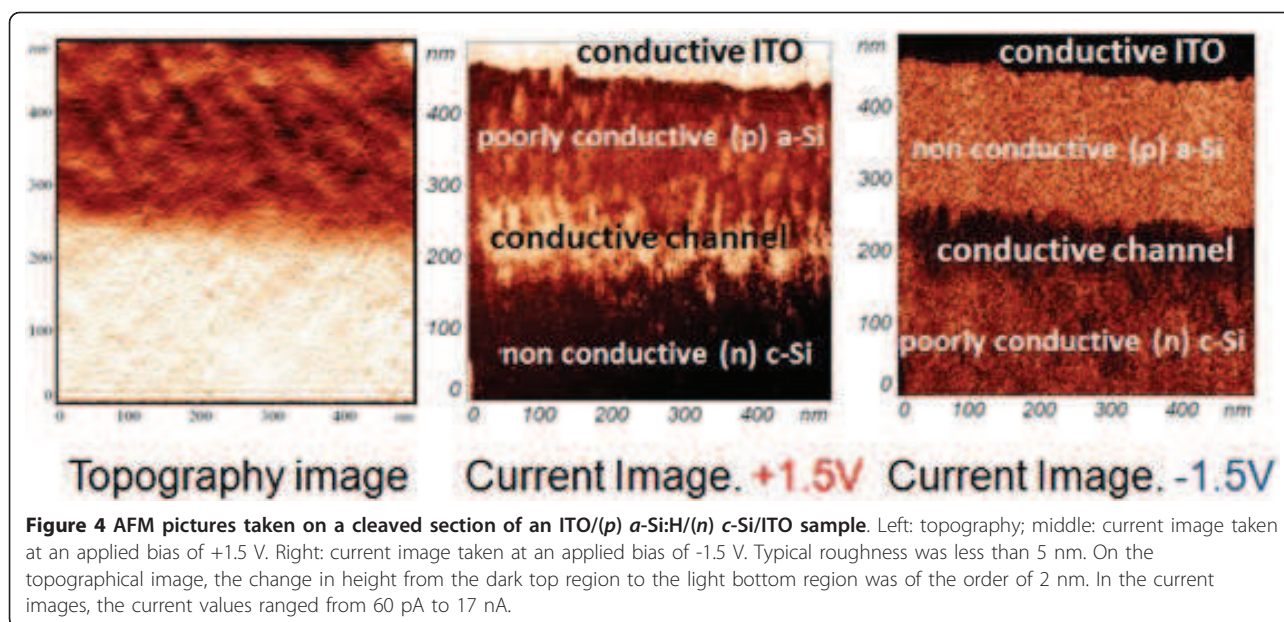 nm
400
300
200
100
0
0 100 200 300 400 nm
nm
400
300
200
100
0
0 100 200 300 400 nm
conductive ITO
poorly conductive (p) a-Si
conductive channel
non conductive (n) c-Si
nm
400
300
200
100
0
0 100 200 300 400 nm
conductive ITO
non conductive (p) a-Si
conductive channel
poorly conductive (n) c-Si
Topography image
Current Image. +1.5V
Current Image. -1.5V
Figure 4 AFM pictures taken on a cleaved section of an ITO/(p) a-Si:H/(n) c-Si/ITO sample. Left: topography; middle: current image taken
at an applied bias of +1.5 V. Right: current image taken at an applied bias of -1.5 V. Typical roughness was less than 5 nm. On the
topographical image, the change in height from the dark top region to the light bottom region was of the order of 2 nm. In the current
images, the current values ranged from 60 pA to 17 nA.